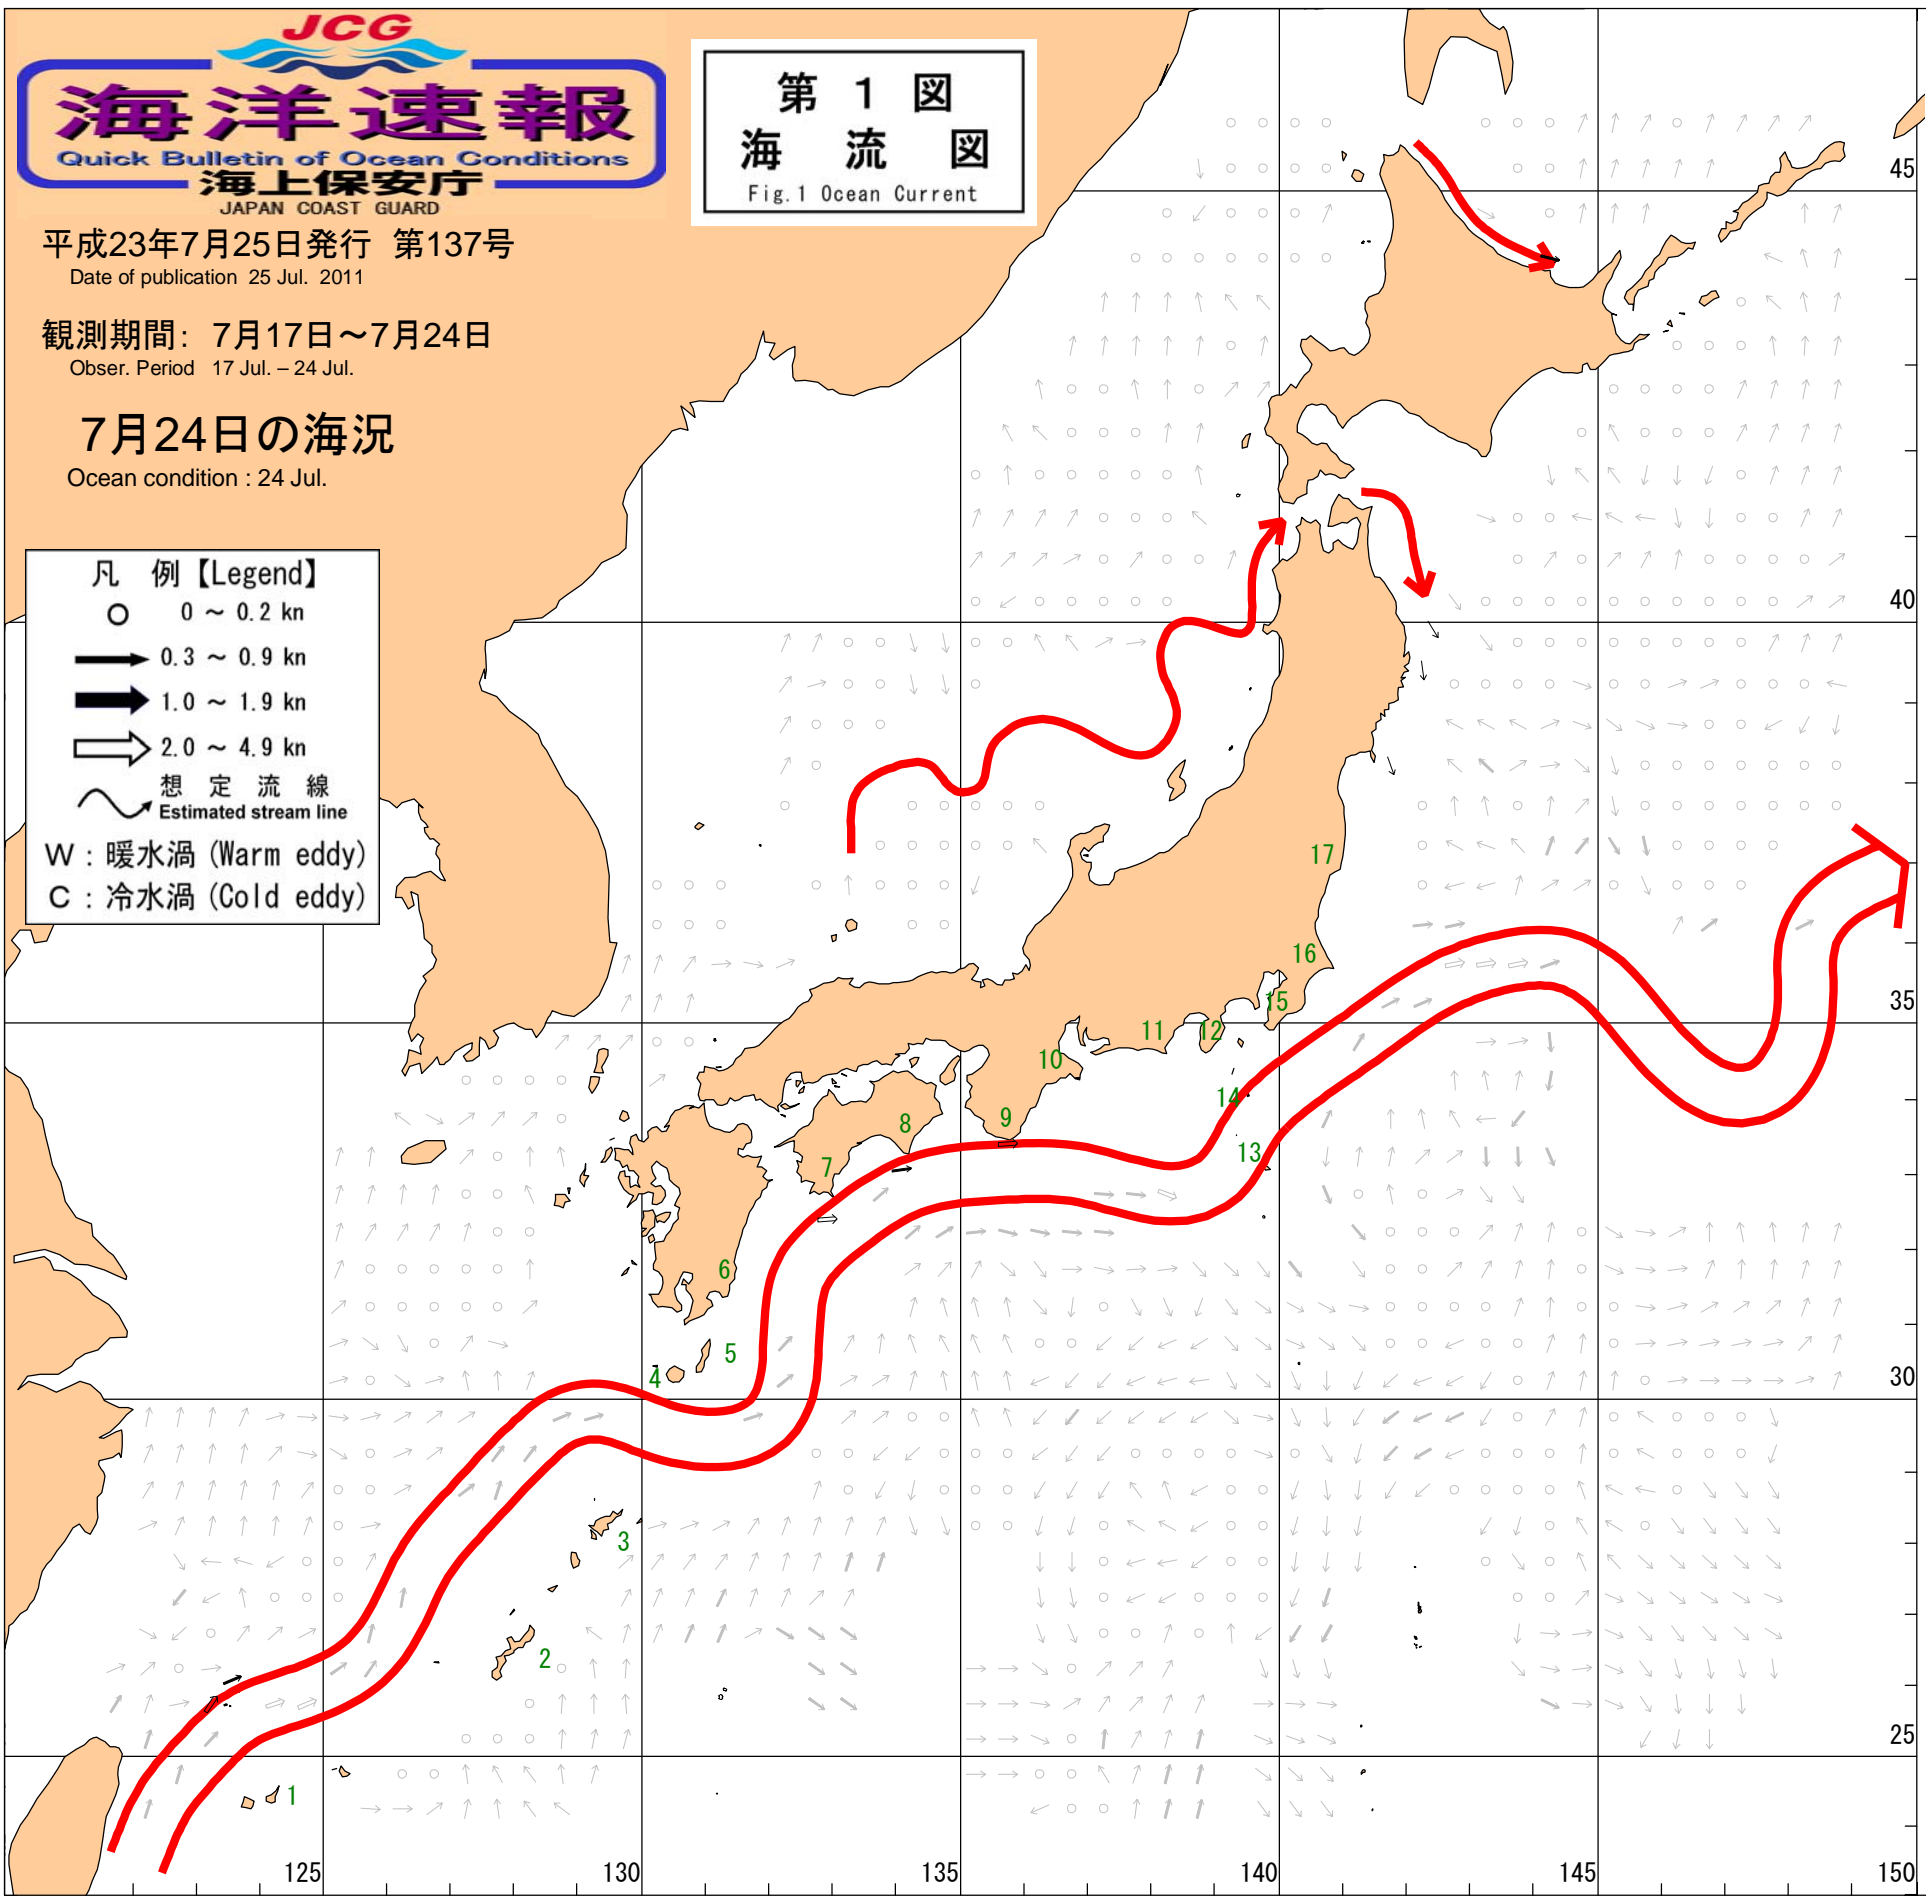 JCG
海洋速報
Quick Bulletin of Ocean Conditions
海上保安庁
JAPAN COAST GUARD
第 1 図
海 流 図
Fig.1 Ocean Current
平成23年7月25日発行 第137号
Date of publication 25 Jul. 2011
観測期間: 7月17日～7月24日
Obser. Period 17 Jul. – 24 Jul.
7月24日の海況
Ocean condition : 24 Jul.
凡 例【Legend】
0 ～ 0.2 kn
0.3 ～ 0.9 kn
1.0 ～ 1.9 kn
2.0 ～ 4.9 kn
想 定 流 線
Estimated stream line
W : 暖水渦 (Warm eddy)
C : 冷水渦 (Cold eddy)
45
40
35
30
25
17
16
15
11
12
10
14
9
8
13
7
6
5
4
3
2
1
125
130
135
140
145
150